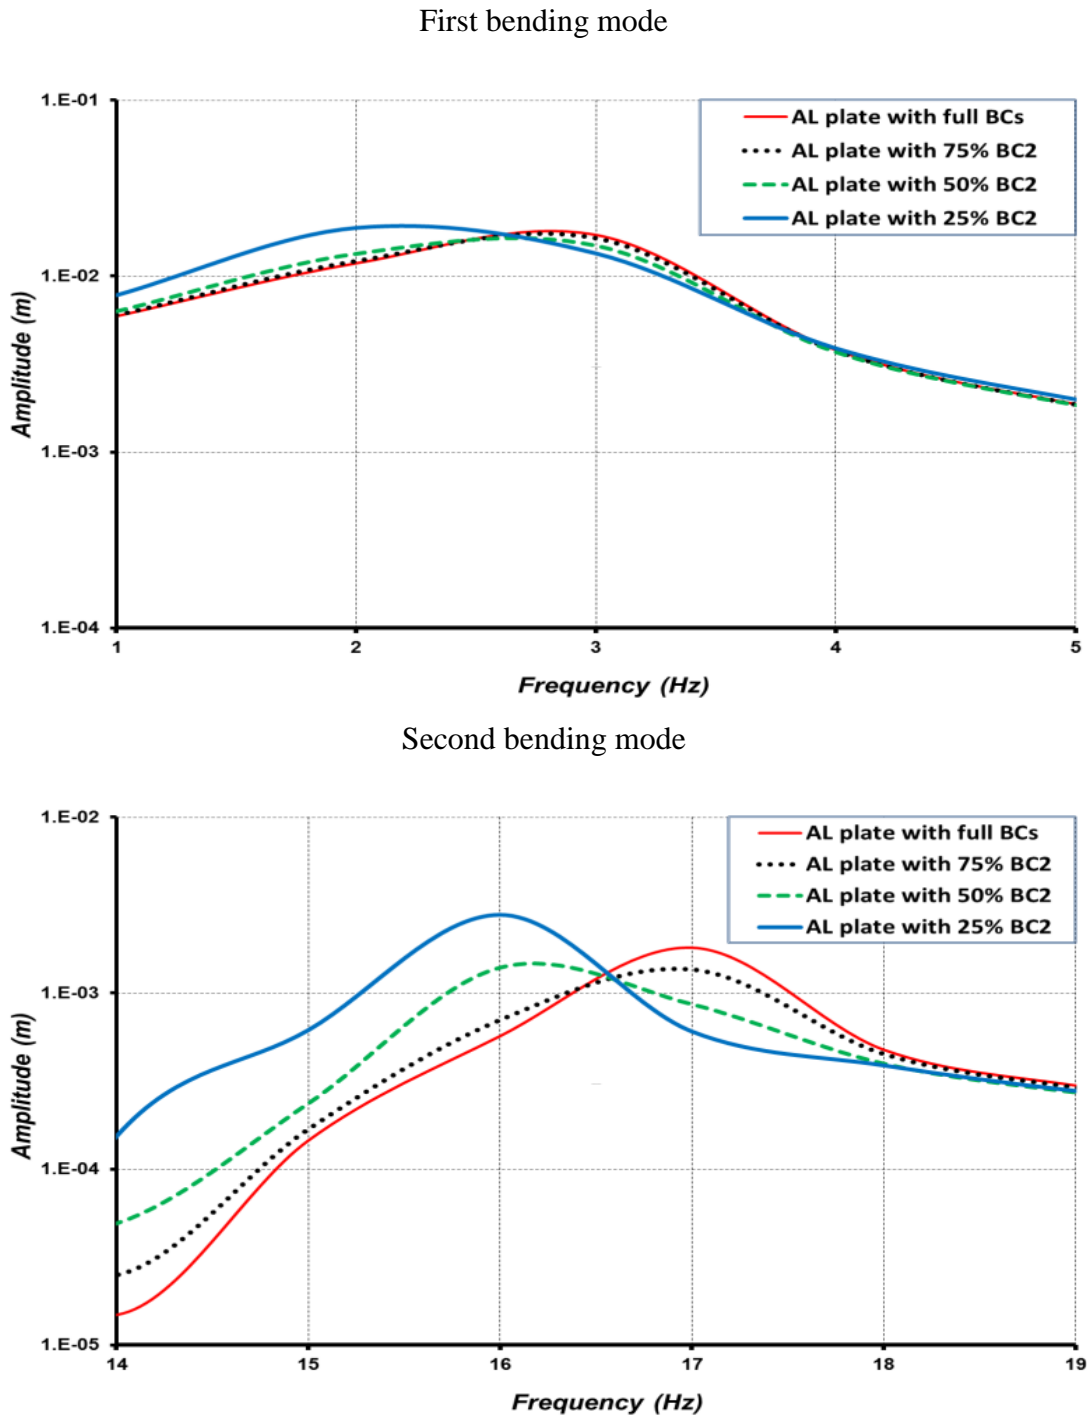 First bending mode
1.E-01
AL plate with full BCs
AL plate with 75% BC2
AL plate with 50% BC2
AL plate with 25% BC2
1.E-02
Amplitude (m)
1.E-03
1.E-04
1 2 3 4 5
Frequency (Hz)
Second bending mode
1.E-02
AL plate with full BCs
AL plate with 75% BC2
AL plate with 50% BC2
AL plate with 25% BC2
1.E-03
Amplitude (m)
1.E-04
1.E-05
14 15 16 17 18 19
Frequency (Hz)